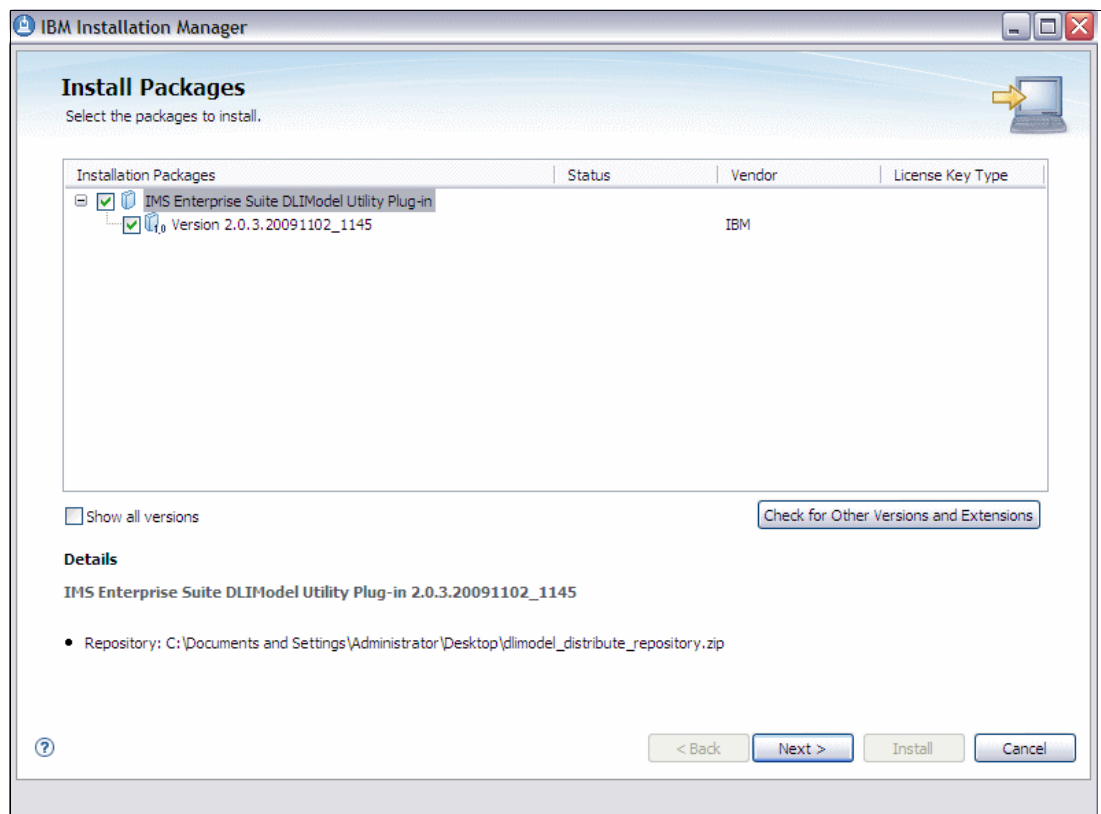 IBM Installation Manager
Install Packages
Select the packages to install.
Installation Packages Status Vendor License Key Type
IMS Enterprise Suite DLIModel Utility Plug-in
1.0 Version 2.0.3.20091102_1145 IBM
Show all versions Check for Other Versions and Extensions
Details
IMS Enterprise Suite DLIModel Utility Plug-in 2.0.3.20091102_1145
• Repository: C:\Documents and Settings\Administrator\Desktop\dlimodel_distribute_repository.zip
? < Back Next > Install Cancel